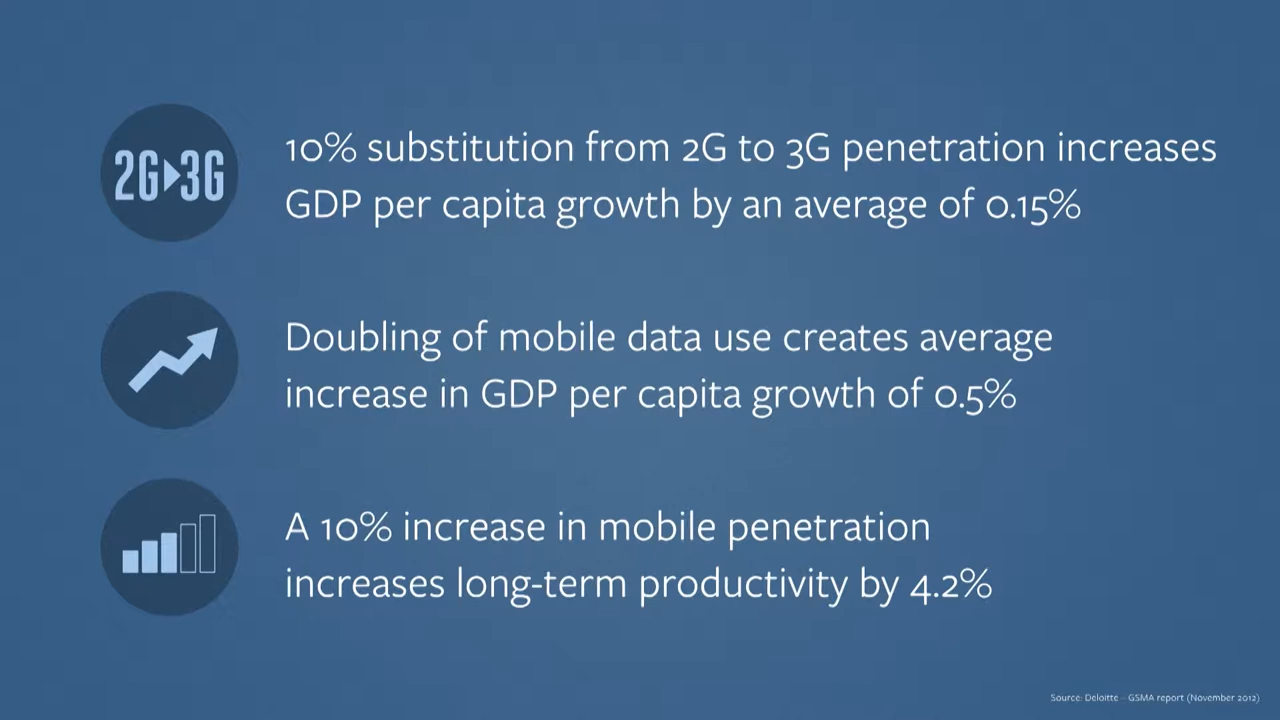 2G▸3G
10% substitution from 2G to 3G penetration increases
GDP per capita growth by an average of 0.15%
Doubling of mobile data use creates average
increase in GDP per capita growth of 0.5%
A 10% increase in mobile penetration
increases long-term productivity by 4.2%
Source: Deloitte - GSMA report (November 2012)